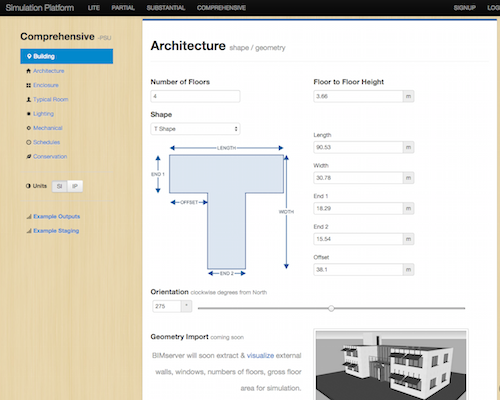 Simulation Platform LITE PARTIAL SUBSTANTIAL COMPREHENSIVE SIGNUP LOG
Comprehensive -PSU
Building
Architecture
Enclosure
Typical Room
Lighting
Mechanical
Schedules
Conservation
Units SI IP
Example Outputs
Example Staging
Architecture shape / geometry
Number of Floors
4
Floor to Floor Height
3.66 m
Shape
T Shape
LENGTH
END 1
OFFSET
WIDTH
END 2
Length
90.53 m
Width
30.78 m
End 1
18.29 m
End 2
15.54 m
Offset
38.1 m
Orientation clockwise degrees from North
275 °
Geometry Import coming soon
BIMserver will soon extract & visualize external
walls, windows, numbers of floors, gross floor
area for simulation.